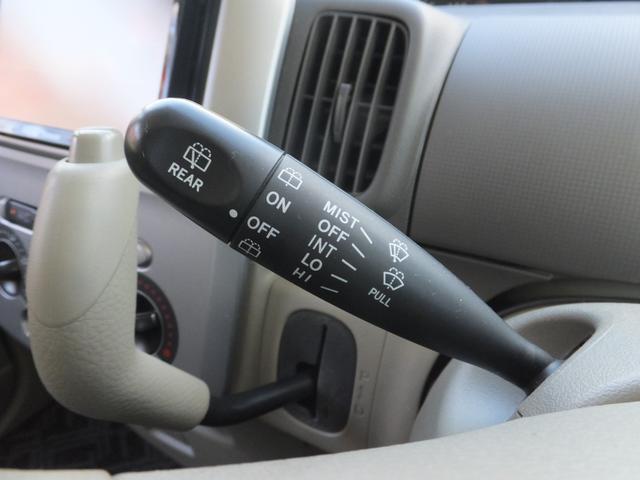 REAR
ON
OFF
MIST
OFF
INT
LO
HI
PULL